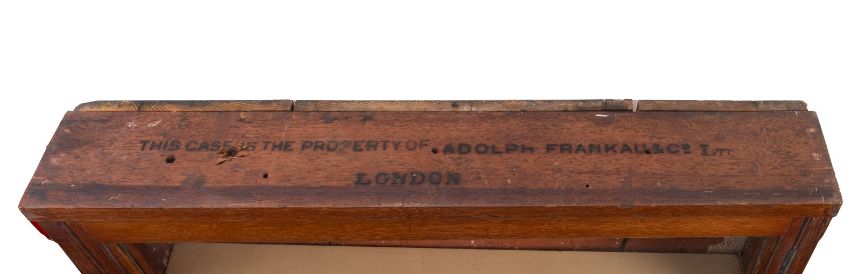 THIS CASE IS THE PROPERTY OF ADOLPH FRANKAU & Cº LTD
LONDON